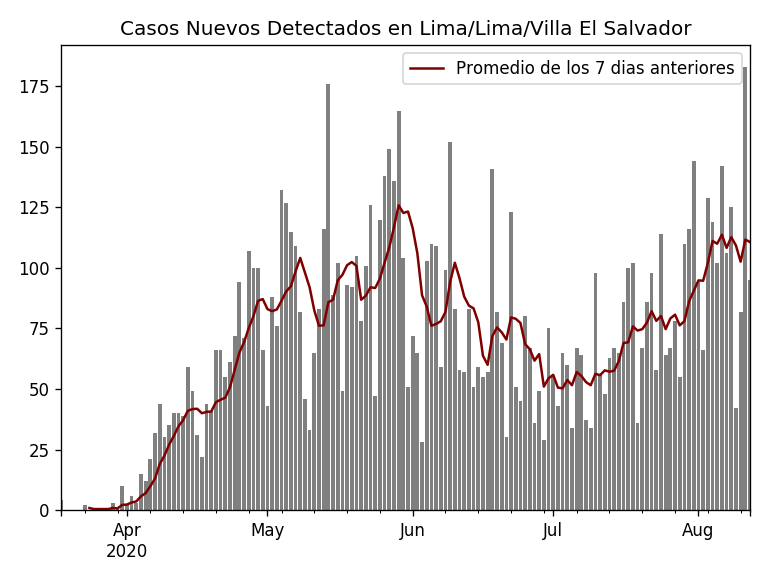 Casos Nuevos Detectados en Lima/Lima/Villa El Salvador
Promedio de los 7 dias anteriores
175
150
125
100
75
50
25
0
Apr
2020
May
Jun
Jul
Aug